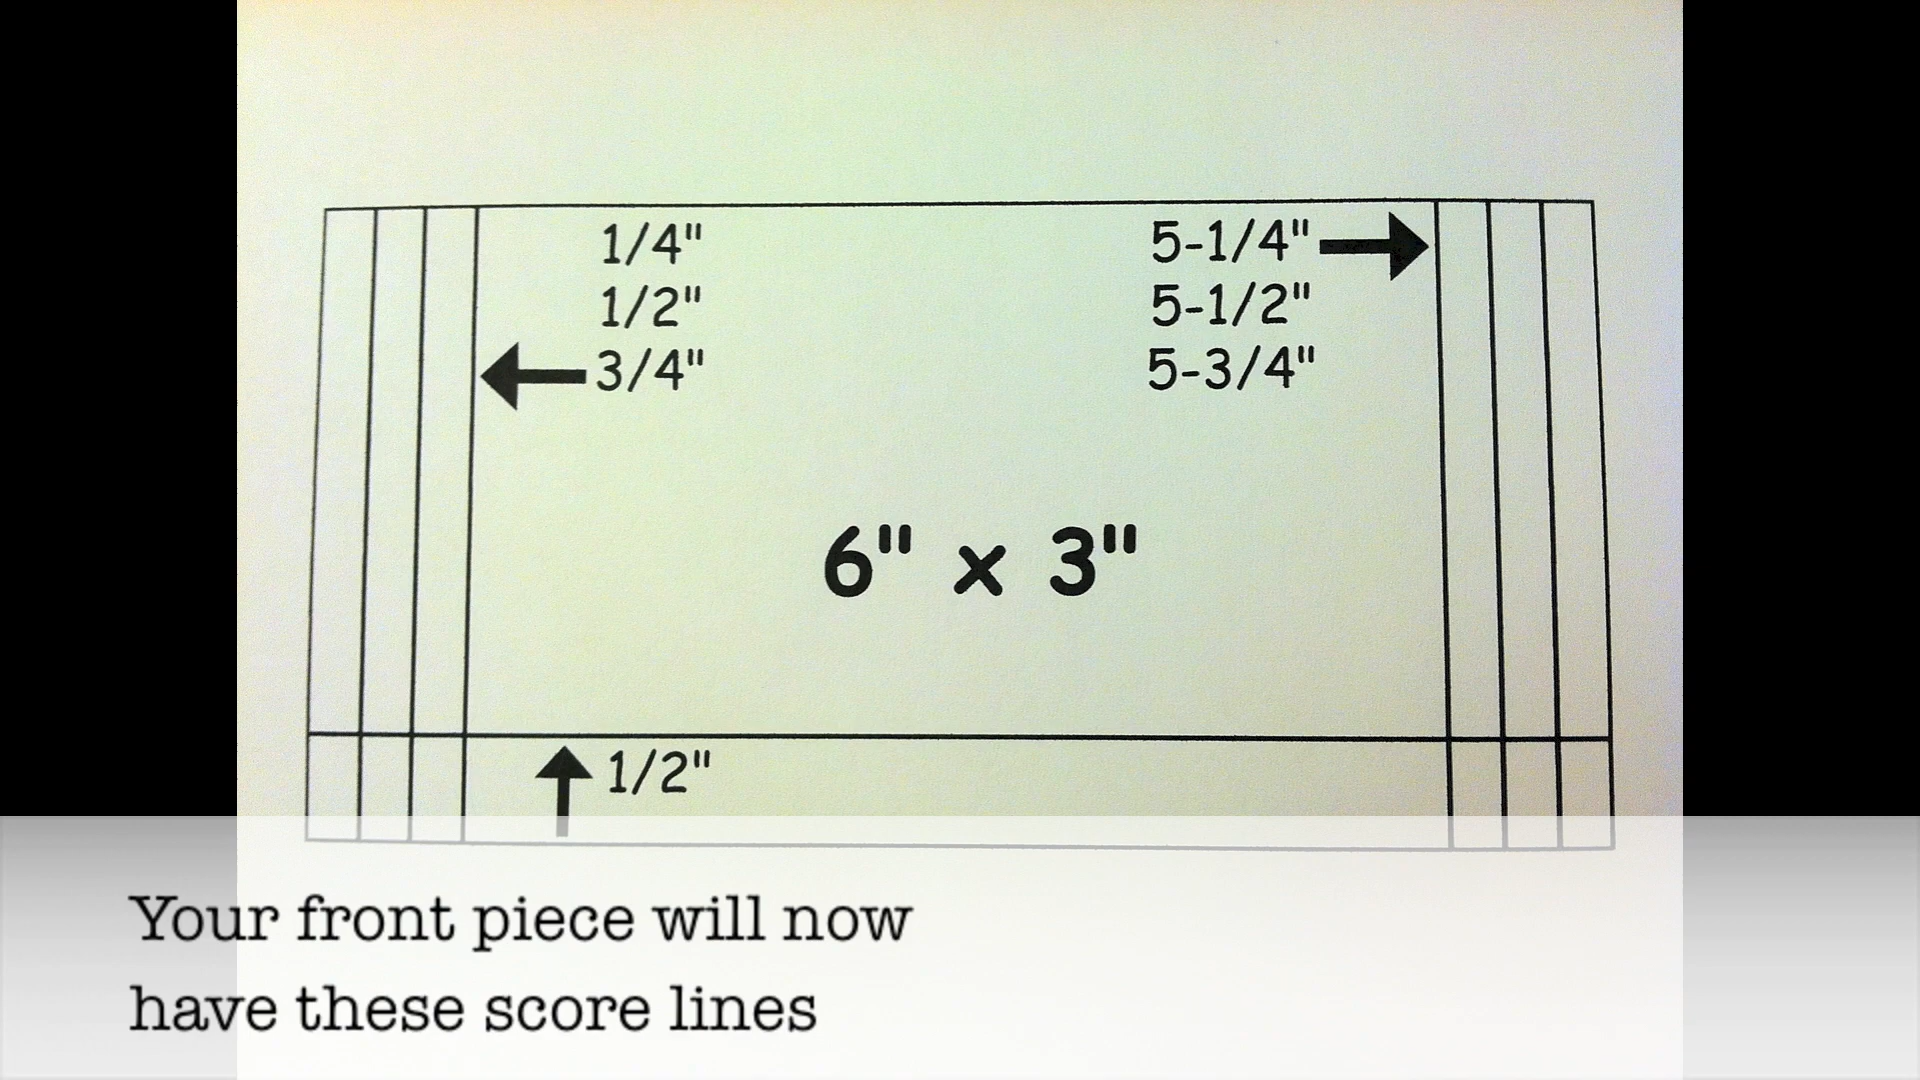 1/4"
1/2"
3/4"
5-1/4"
5-1/2"
5-3/4"
6" x 3"
1/2"
Your front piece will now
have these score lines